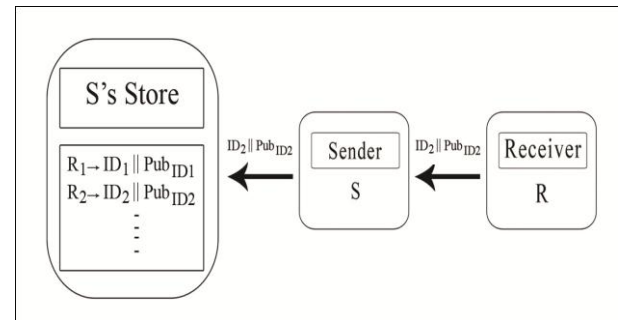 S's Store
R1→ ID1 || PubID1
R2→ ID2 || PubID2
ID2 || PubID2
Sender
S
ID2 || PubID2
Receiver
R